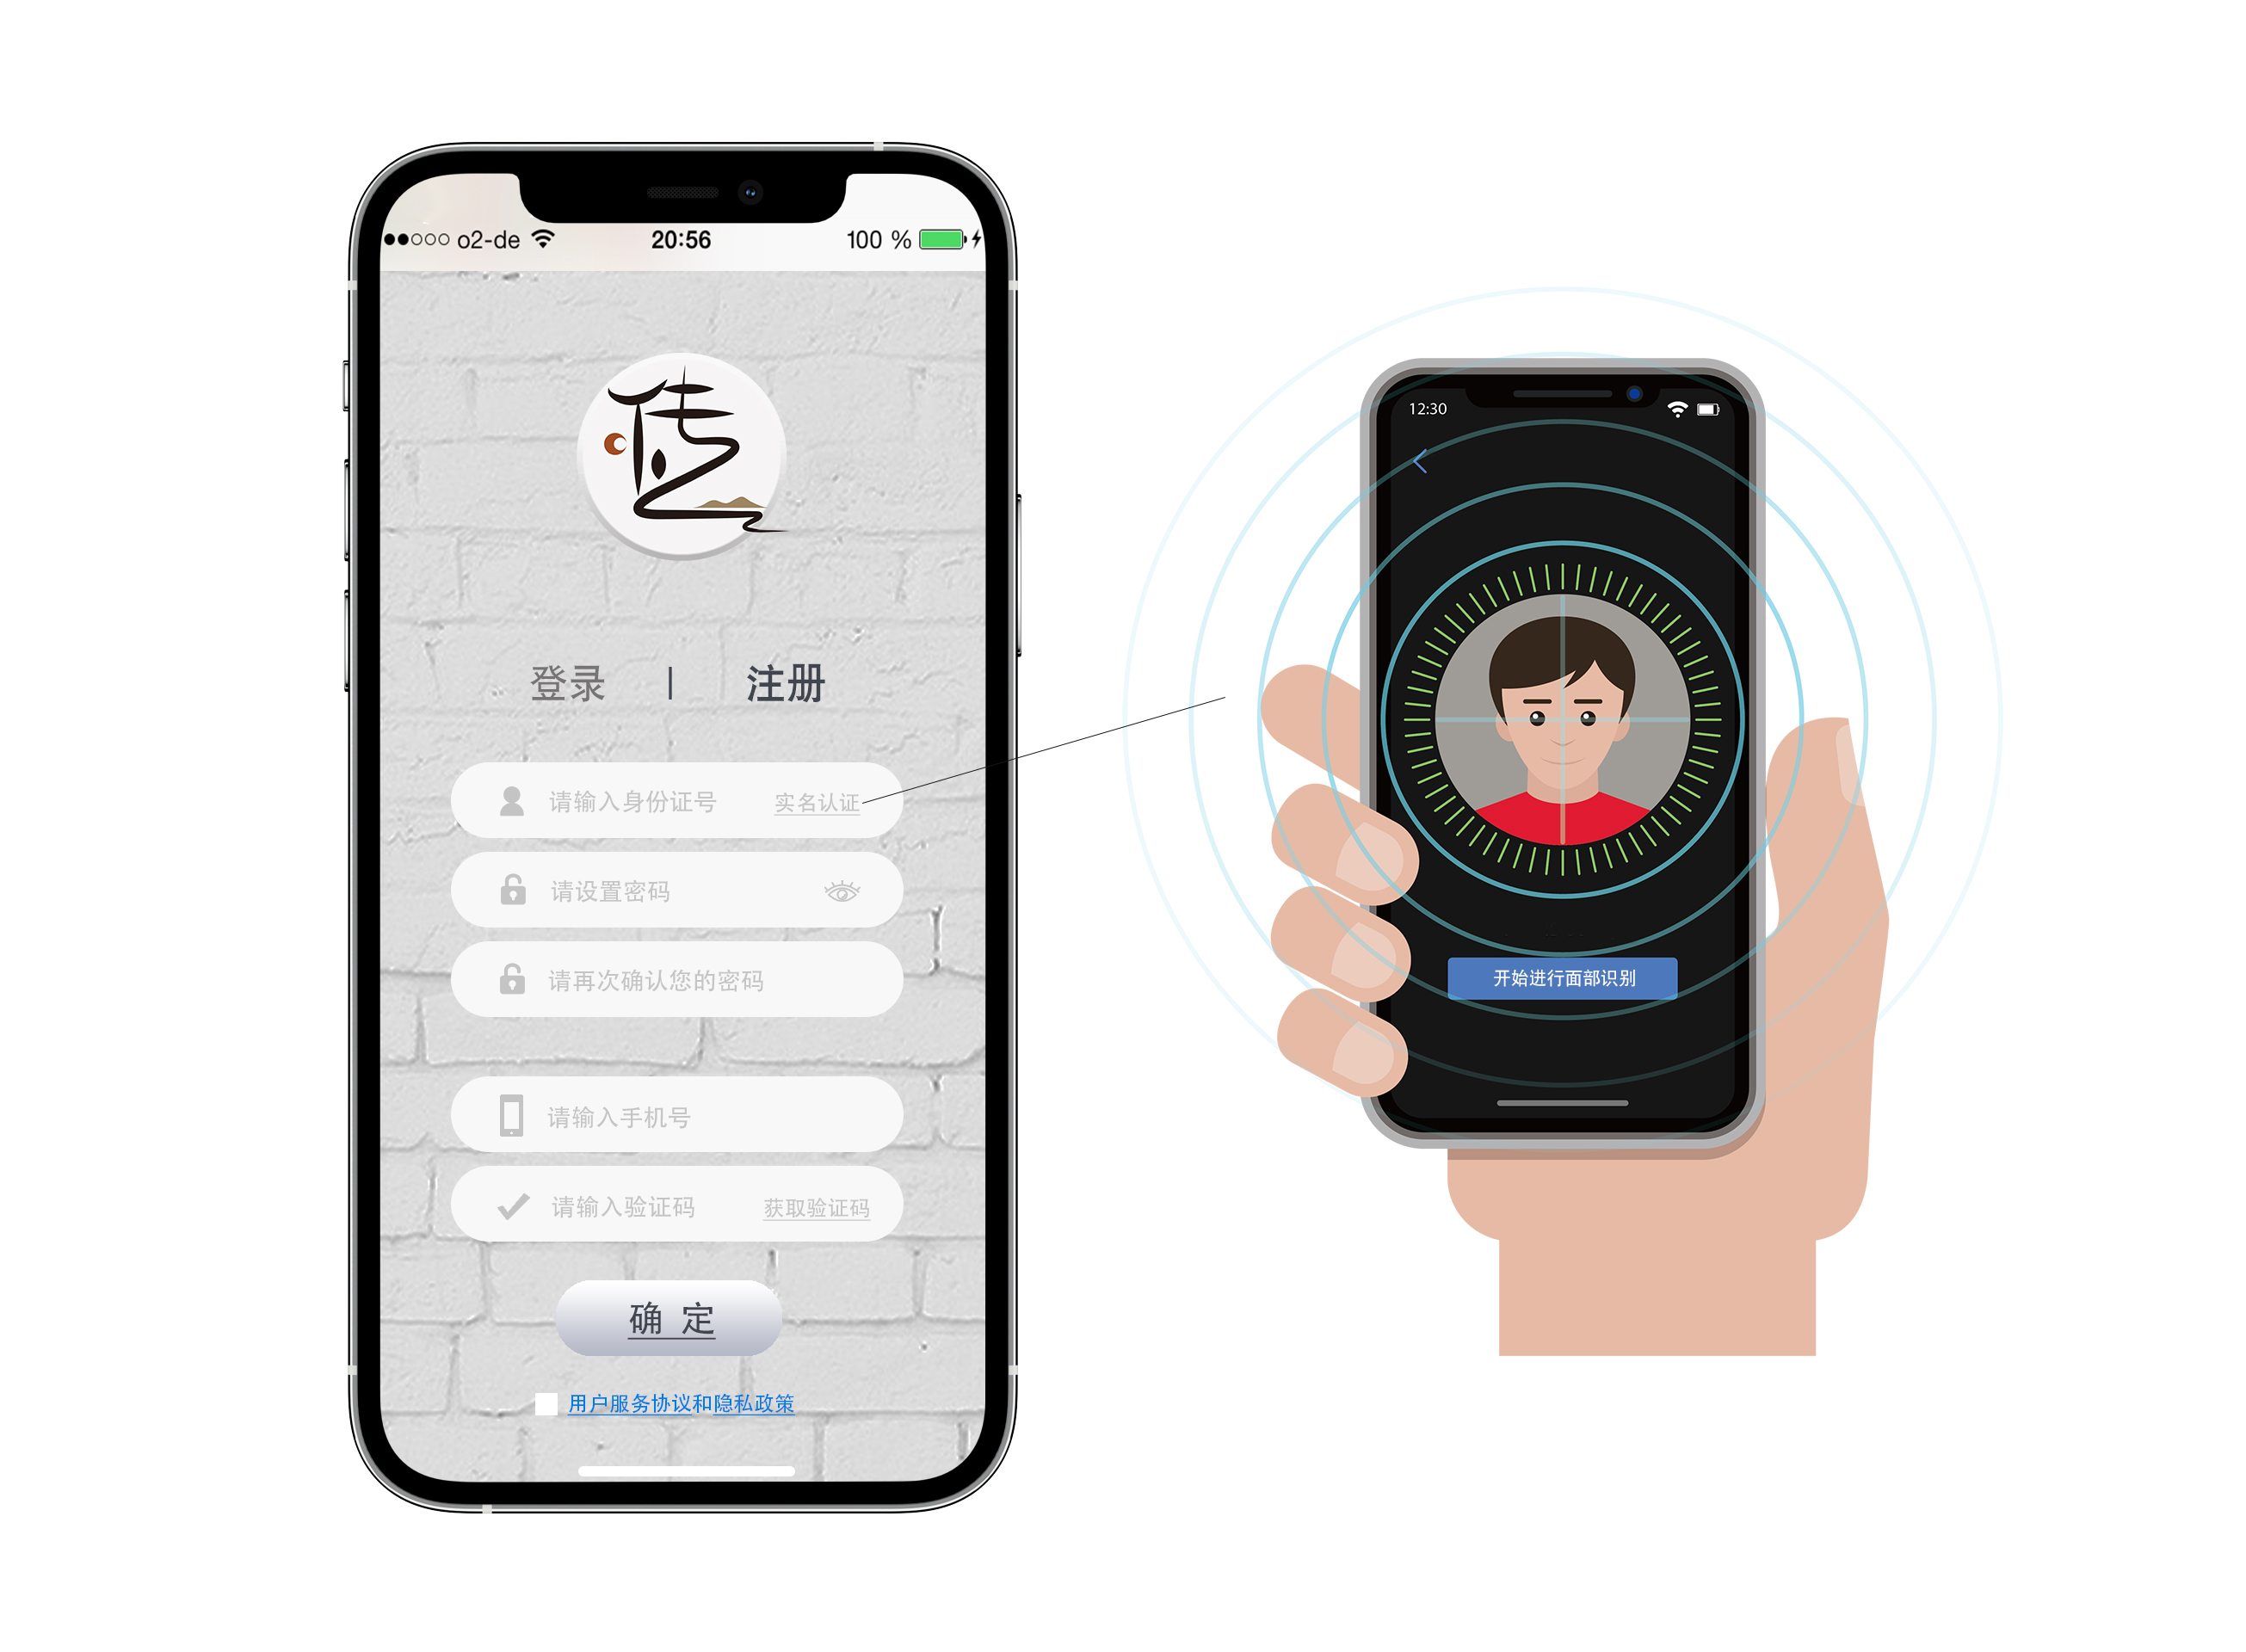 o2-de 20:56 100 %
传
登录 | 注册
请输入身份证号 实名认证
请设置密码
请再次确认您的密码
请输入手机号
请输入验证码 获取验证码
确 定
用户服务协议和隐私政策
12:30
开始进行面部识别